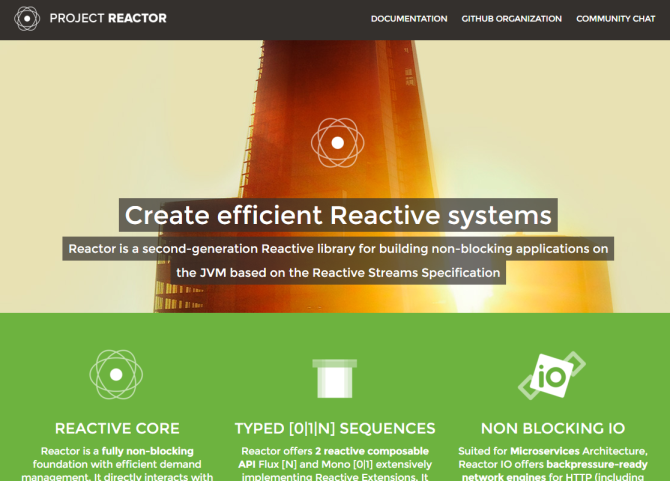 PROJECT REACTOR
DOCUMENTATION GITHUB ORGANIZATION COMMUNITY CHAT
Create efficient Reactive systems
Reactor is a second-generation Reactive library for building non-blocking applications on
the JVM based on the Reactive Streams Specification
REACTIVE CORE
Reactor is a fully non-blocking
foundation with efficient demand
management. It directly interacts with
TYPED [0|1|N] SEQUENCES
Reactor offers 2 reactive composable
API Flux [N] and Mono [0|1] extensively
implementing Reactive Extensions. It
iO
NON BLOCKING IO
Suited for Microservices Architecture,
Reactor IO offers backpressure-ready
network engines for HTTP (including